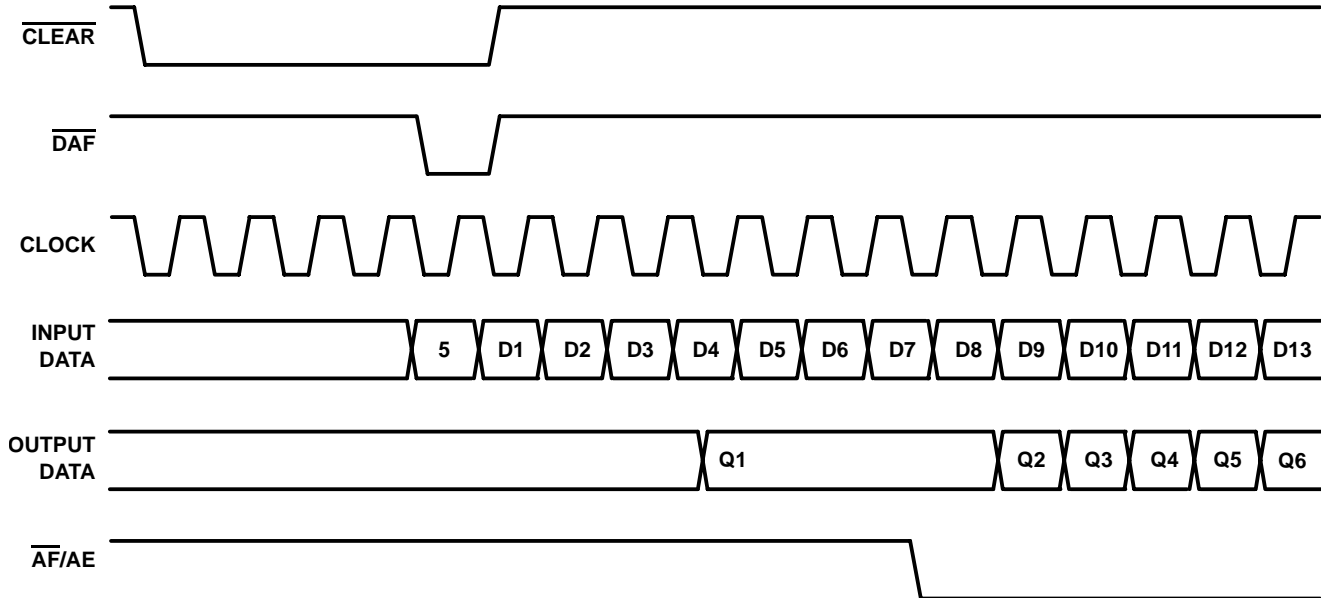 CLEAR
DAF
CLOCK
INPUT
DATA
5 D1 D2 D3 D4 D5 D6 D7 D8 D9 D10 D11 D12 D13
OUTPUT
DATA
Q1 Q2 Q3 Q4 Q5 Q6
AF/AE